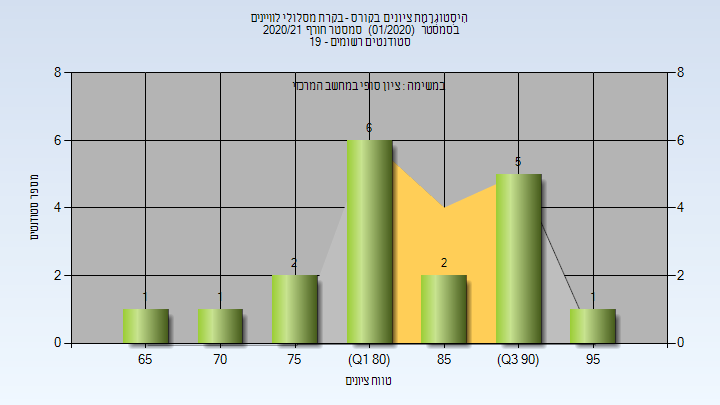 היסטוגרמת ציונים בקורס - בקרת מסלולי לוויינים
בסמסטר (01/2020) סמסטר חורף 2020/21
סטודנטים רשומים - 19
במשימה : ציון סופי במחשב המרכזי
8 8
6 6
4 4
2 2
0 0
מספר סטודנטים
1 1 2 6 2 5 1
65 70 75 (Q1 80) 85 (Q3 90) 95
טווח ציונים